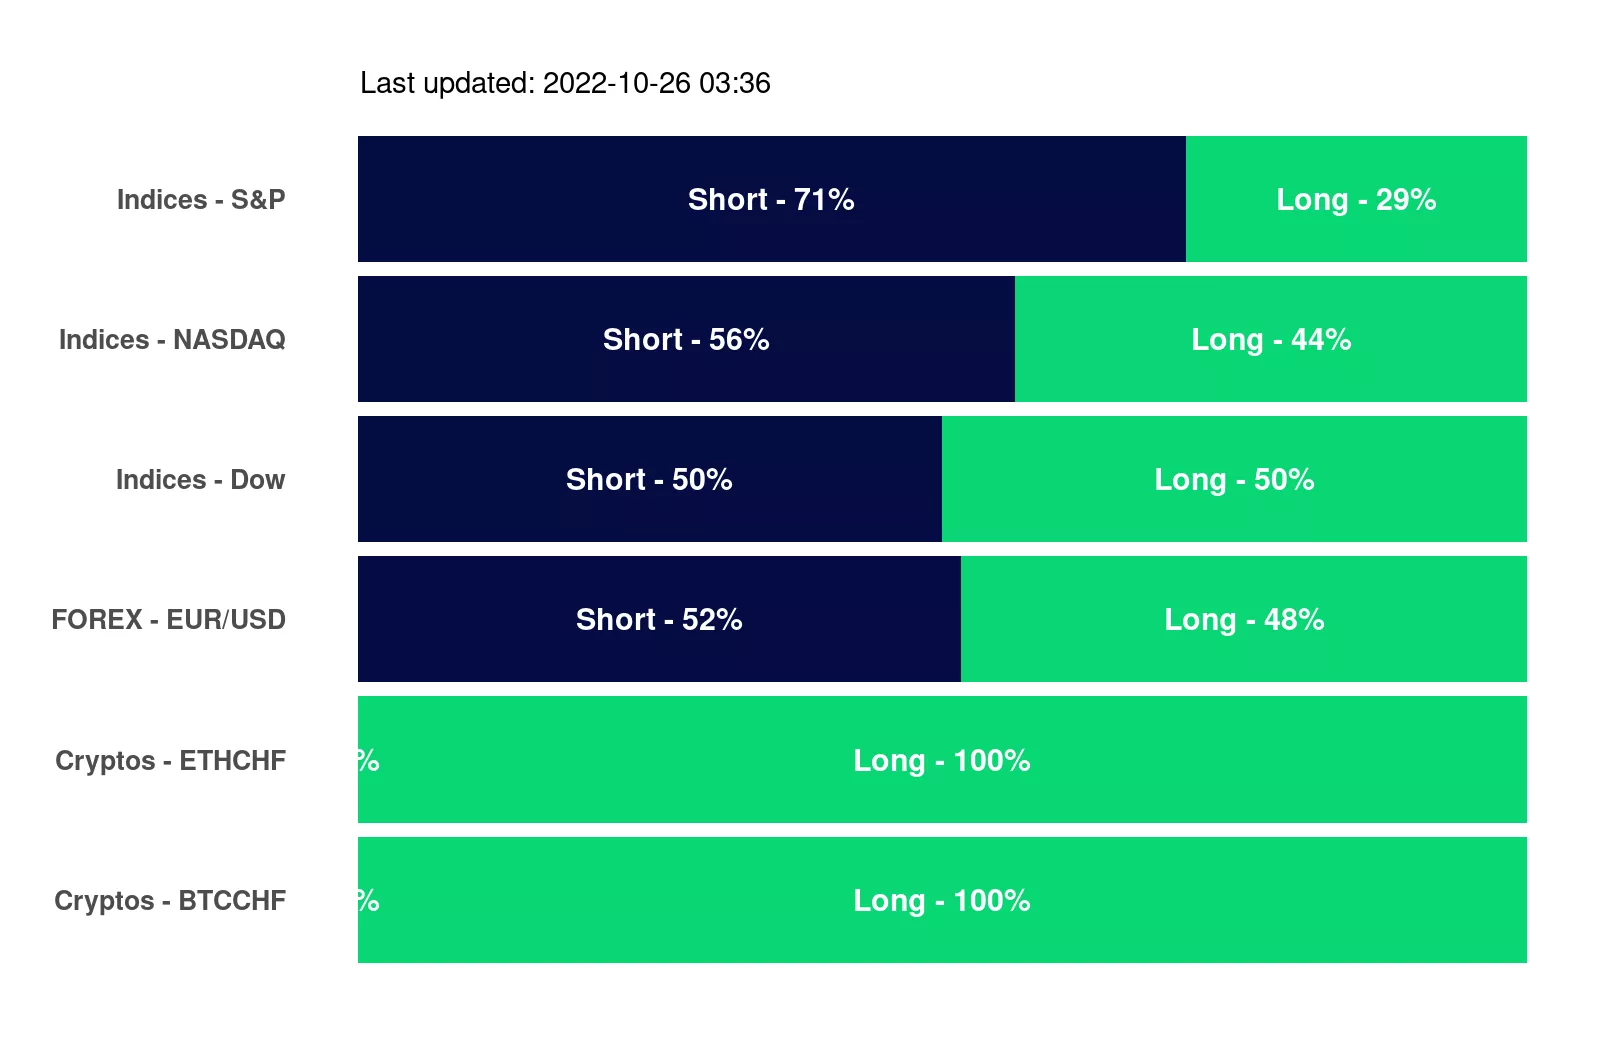 Last updated: 2022-10-26 03:36
Indices - S&P Short - 71% Long - 29%
Indices - NASDAQ Short - 56% Long - 44%
Indices - Dow Short - 50% Long - 50%
FOREX - EUR/USD Short - 52% Long - 48%
Cryptos - ETHCHF % Long - 100%
Cryptos - BTCCHF % Long - 100%